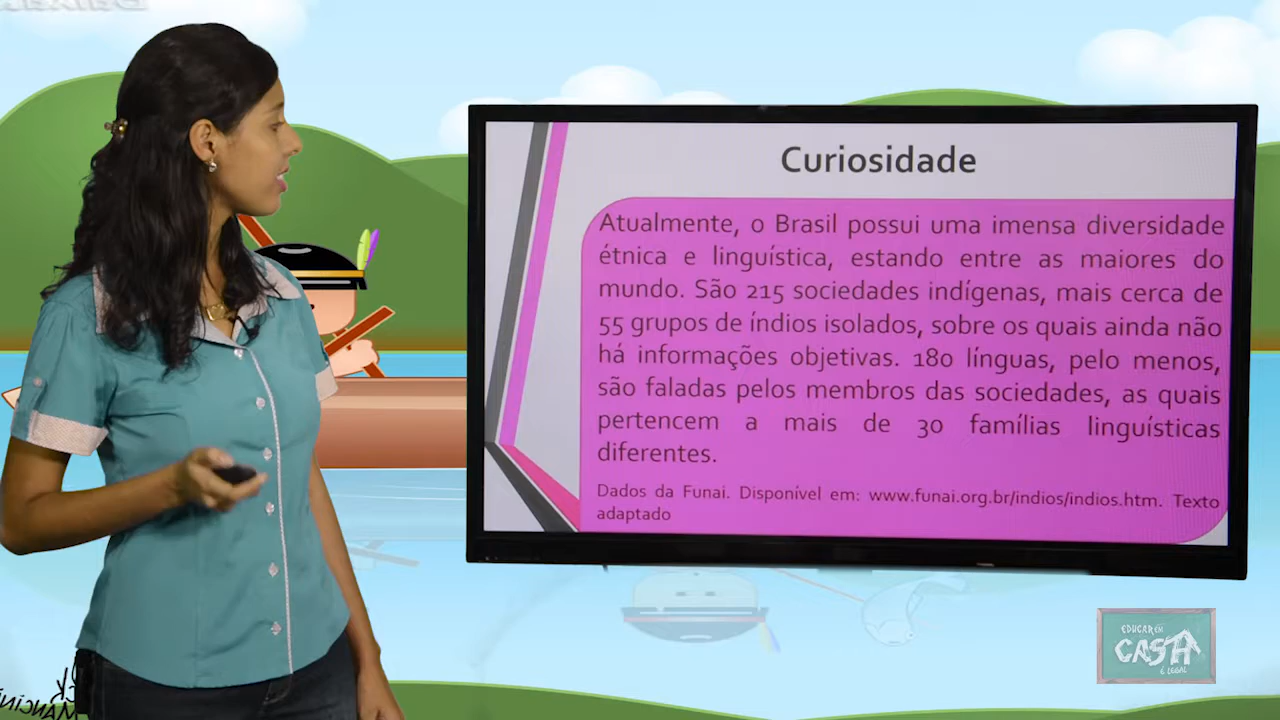 Curiosidade
Atualmente, o Brasil possui uma imensa diversidade
étnica e linguística, estando entre as maiores do
mundo. São 215 sociedades indígenas, mais cerca de
55 grupos de índios isolados, sobre os quais ainda não
há informações objetivas. 180 línguas, pelo menos,
são faladas pelos membros das sociedades, as quais
pertencem a mais de 30 famílias linguísticas
diferentes.
Dados da Funai. Disponível em: www.funai.org.br/indios/indios.htm. Texto
adaptado
EDUCAR EM
CASA
É LEGAL
MANCINI